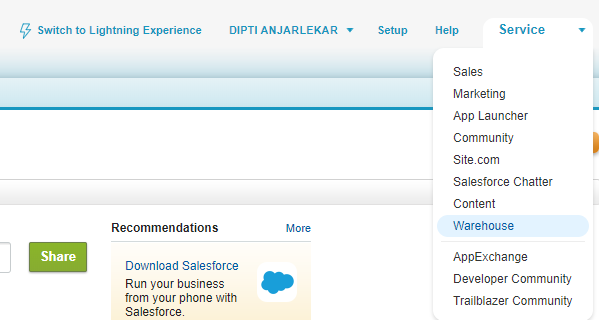 Switch to Lightning Experience DIPTI ANJARLEKAR Setup Help Service
Sales
Marketing
App Launcher
Community
Site.com
Salesforce Chatter
Content
Warehouse
AppExchange
Developer Community
Trailblazer Community
Share
Recommendations More
Download Salesforce
Run your business
from your phone with
Salesforce.